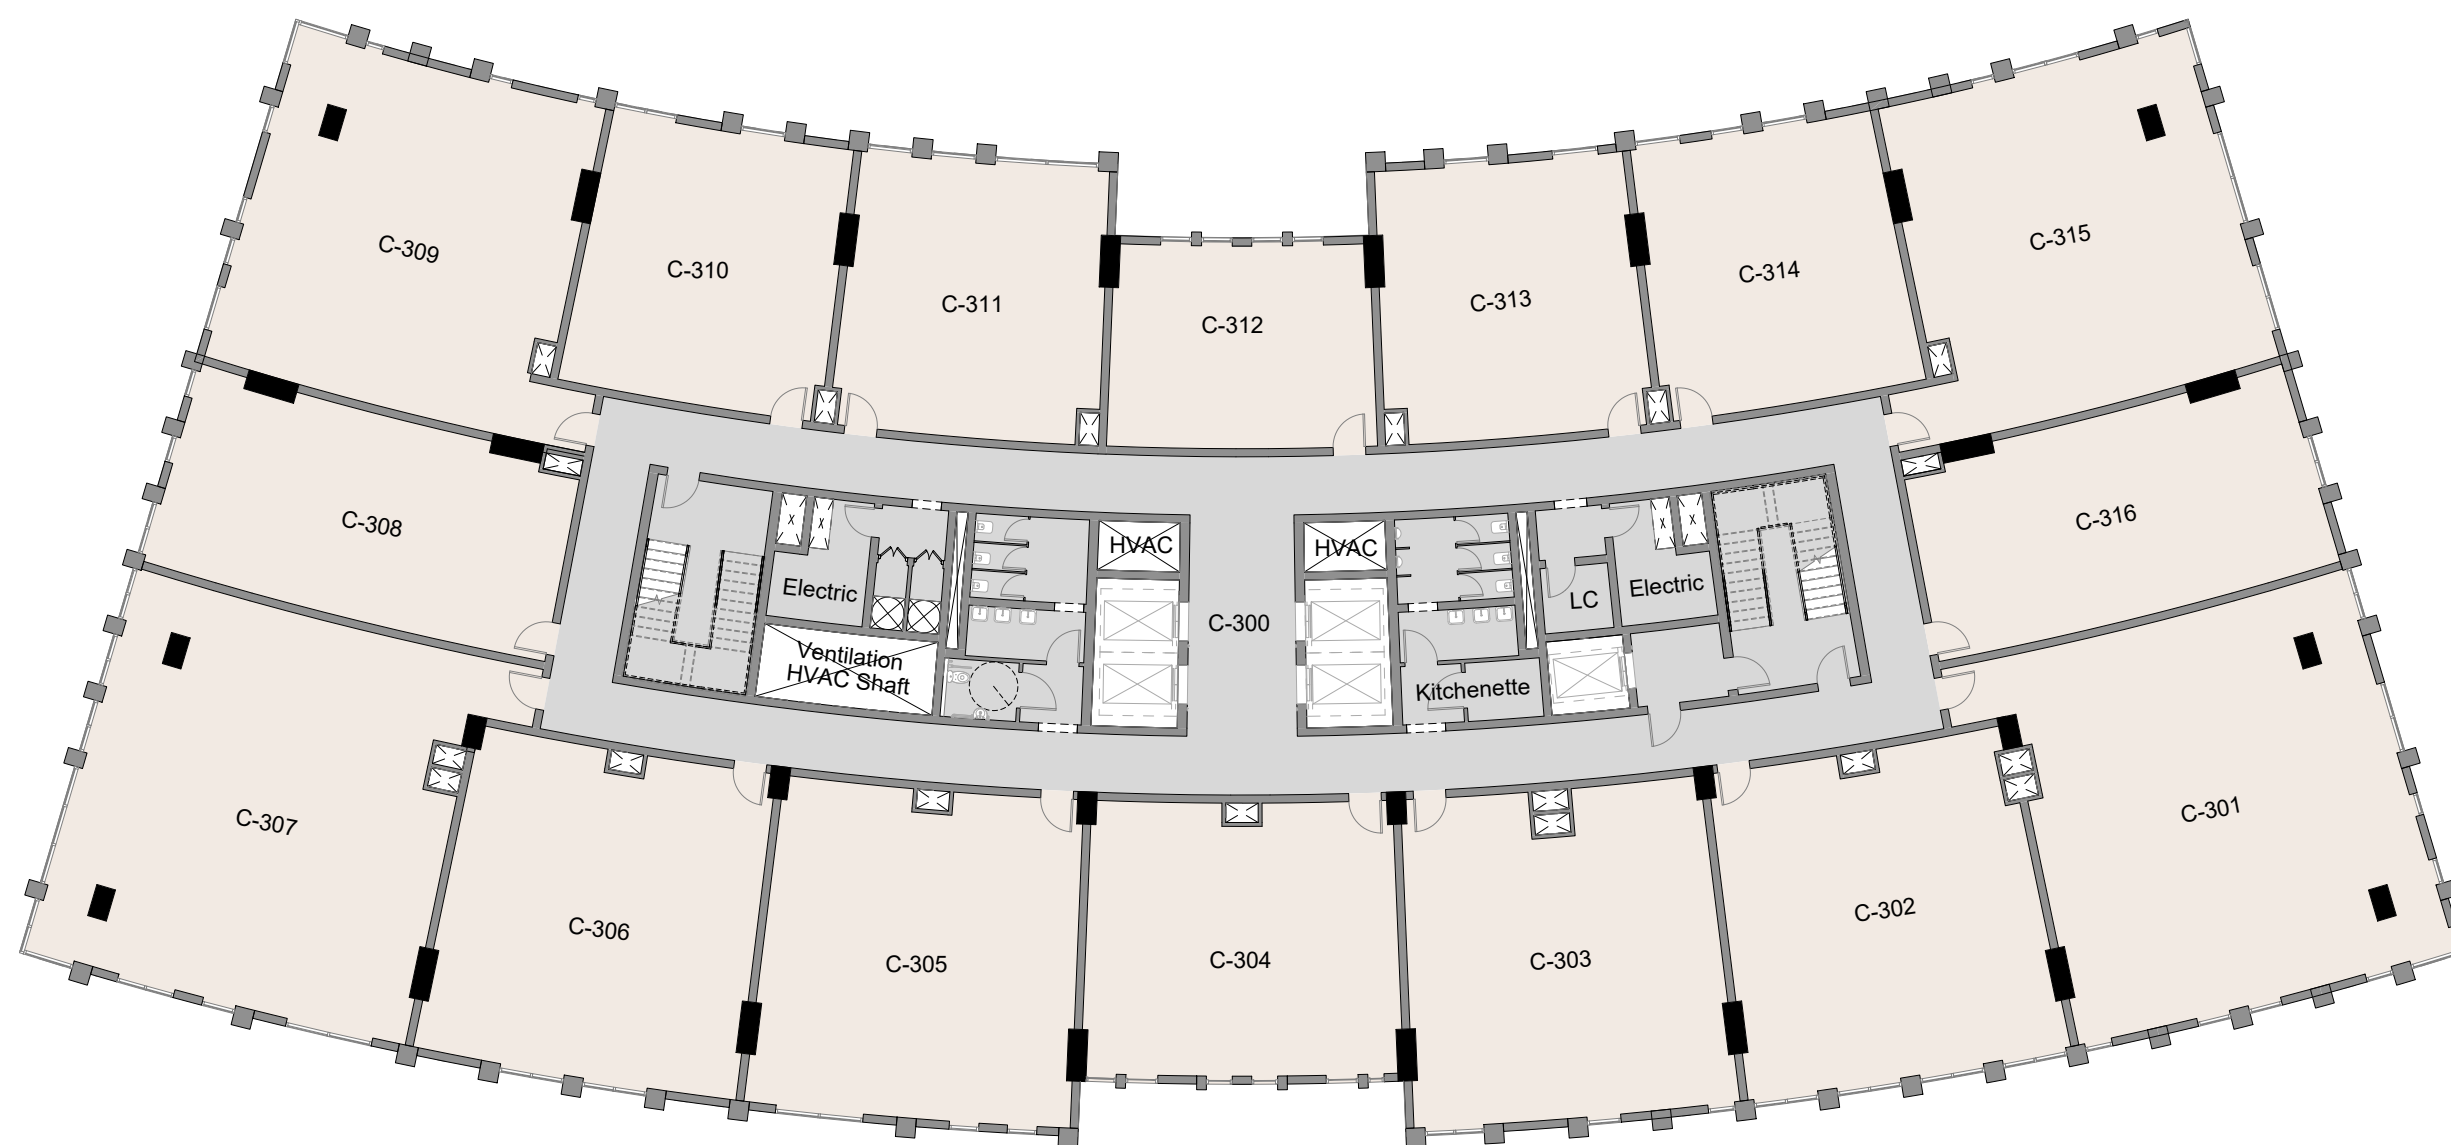 C-309
C-310
C-311
C-312
C-313
C-314
C-315
C-308
C-316
HVAC
HVAC
Electric
Electric
LC
C-300
Ventilation
HVAC Shaft
Kitchenette
C-307
C-306
C-305
C-304
C-303
C-302
C-301